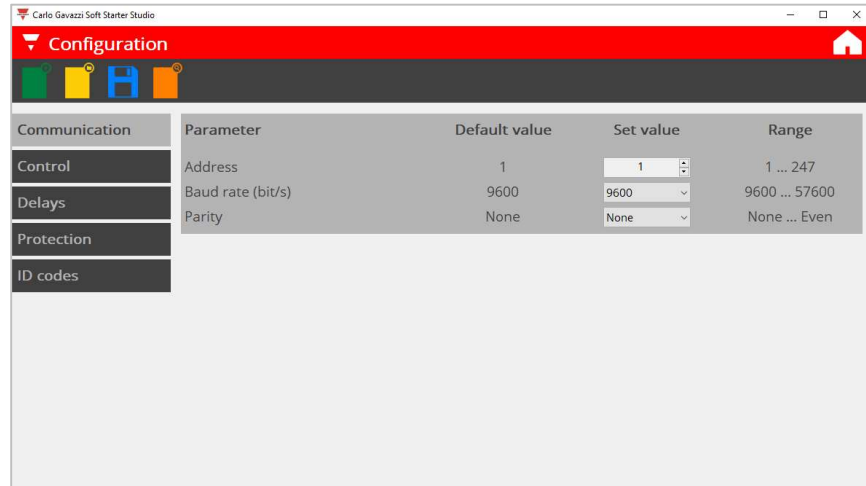 Carlo Gavazzi Soft Starter Studio
Configuration
Communication
Control
Delays
Protection
ID codes
Parameter Default value Set value Range
Address 1 1 1 ... 247
Baud rate (bit/s) 9600 9600 9600 ... 57600
Parity None None None ... Even